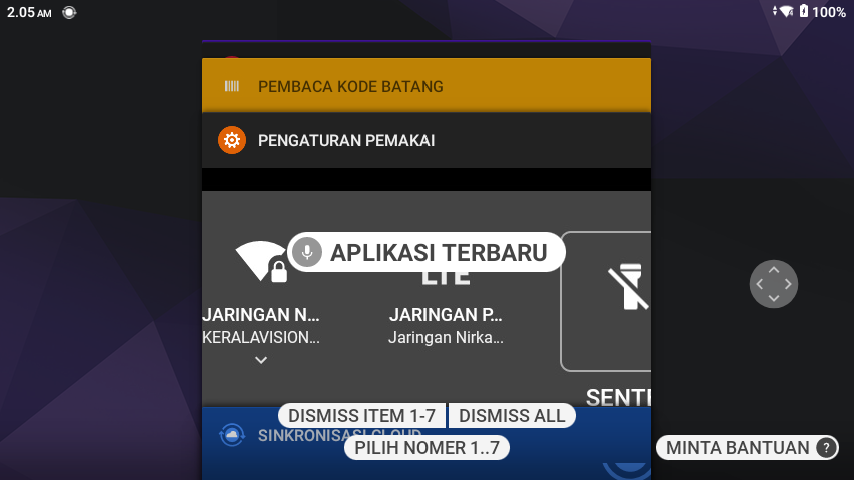 2.05 AM
100%
PEMBACA KODE BATANG
PENGATURAN PEMAKAI
APLIKASI TERBARU
LTE
JARINGAN N...
JARINGAN P...
KERALAVISION...
Jaringan Nirka...
SENTE
DISMISS ITEM 1-7
DISMISS ALL
SINKRONISASI CLOUD
PILIH NOMER 1..7
MINTA BANTUAN ?